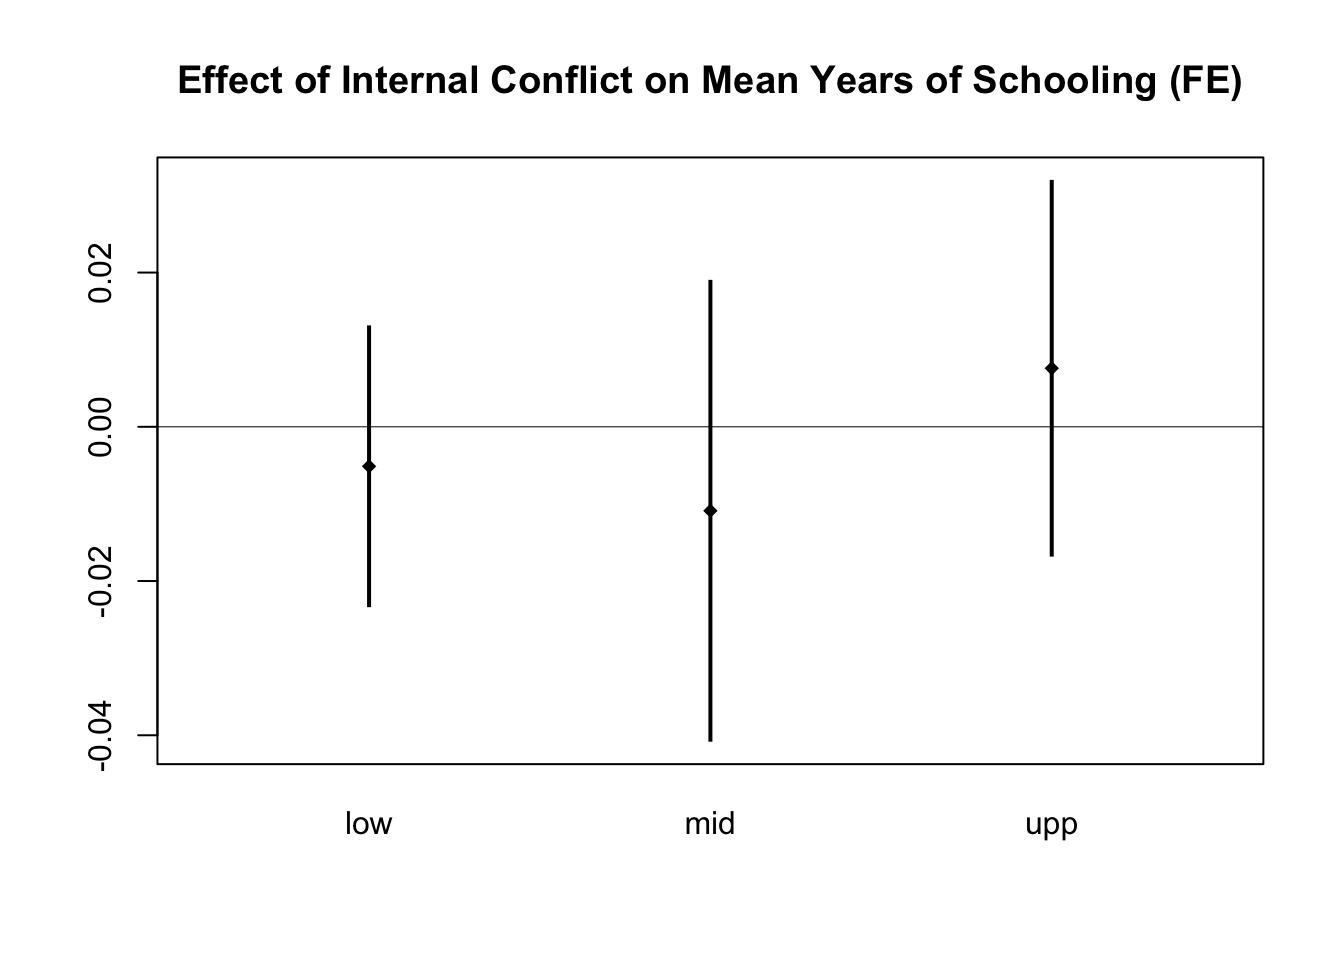 Effect of Internal Conflict on Mean Years of Schooling (FE)
0.02
0.00
-0.02
-0.04
low mid upp